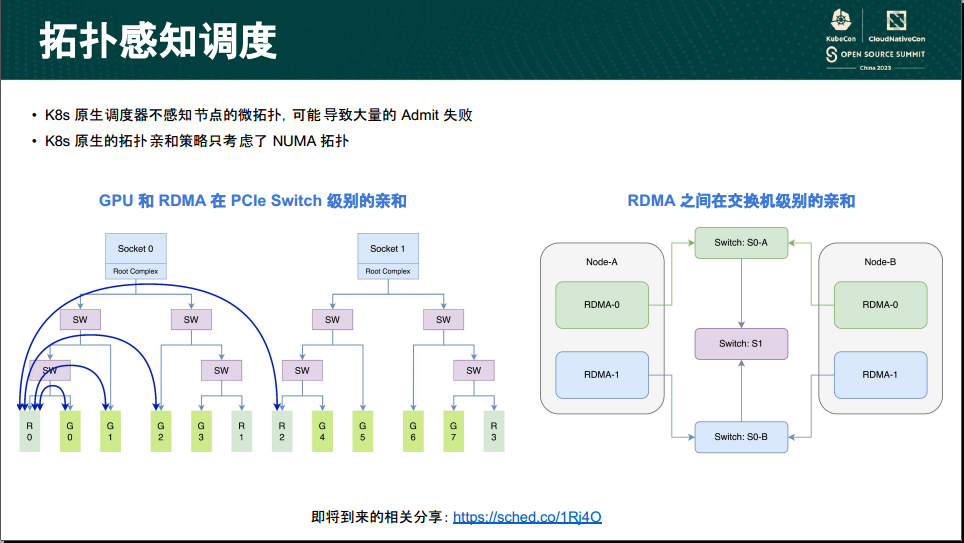 拓扑感知调度
KubeCon
CloudNativeCon
OPEN SOURCE SUMMIT
China 2023
• K8s 原生调度器不感知节点的微拓扑，可能导致大量的 Admit 失败
• K8s 原生的拓扑亲和策略只考虑了 NUMA 拓扑
GPU 和 RDMA 在 PCIe Switch 级别的亲和
Socket 0
Root Complex
Socket 1
Root Complex
SW
SW
SW
SW
SW
SW
SW
SW
R 0
G 0
G 1
G 2
G 3
R 1
R 2
G 4
G 5
G 6
G 7
R 3
RDMA 之间在交换机级别的亲和
Node-A
RDMA-0
RDMA-1
Switch: S0-A
Switch: S1
Switch: S0-B
Node-B
RDMA-0
RDMA-1
即将到来的相关分享：https://sched.co/1Rj4O